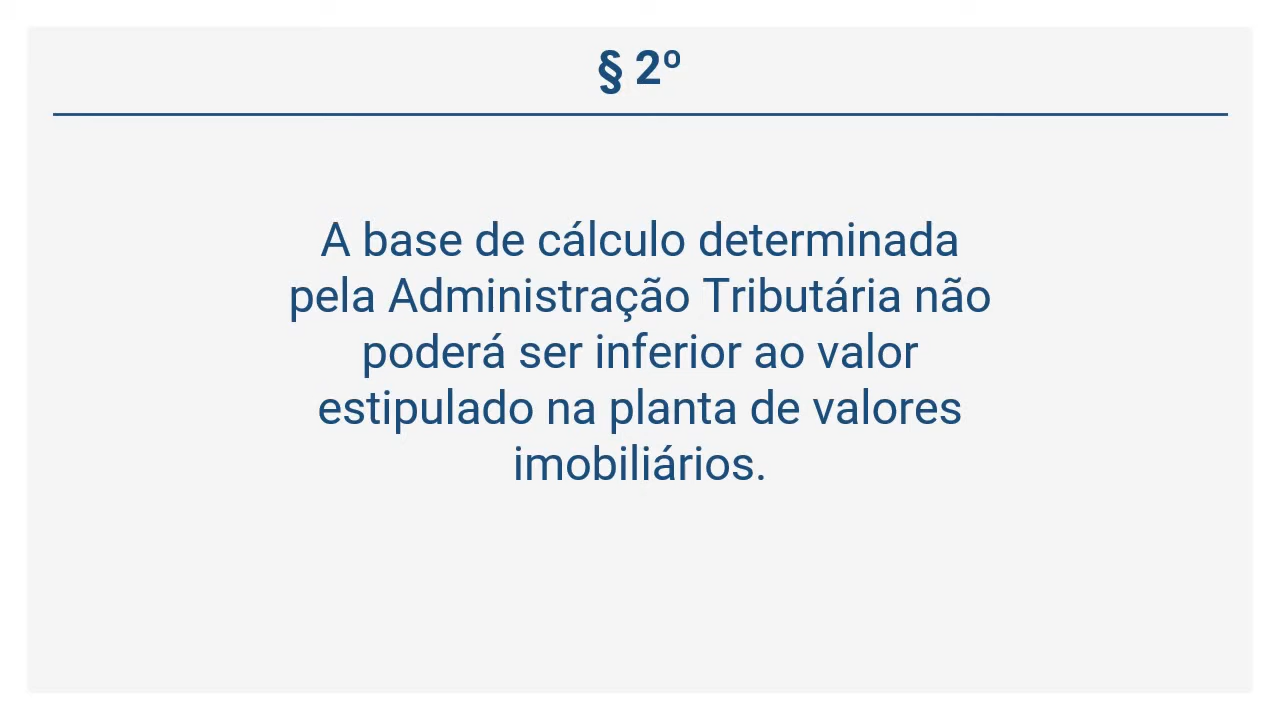 § 2º
A base de cálculo determinada
pela Administração Tributária não
poderá ser inferior ao valor
estipulado na planta de valores
imobiliários.